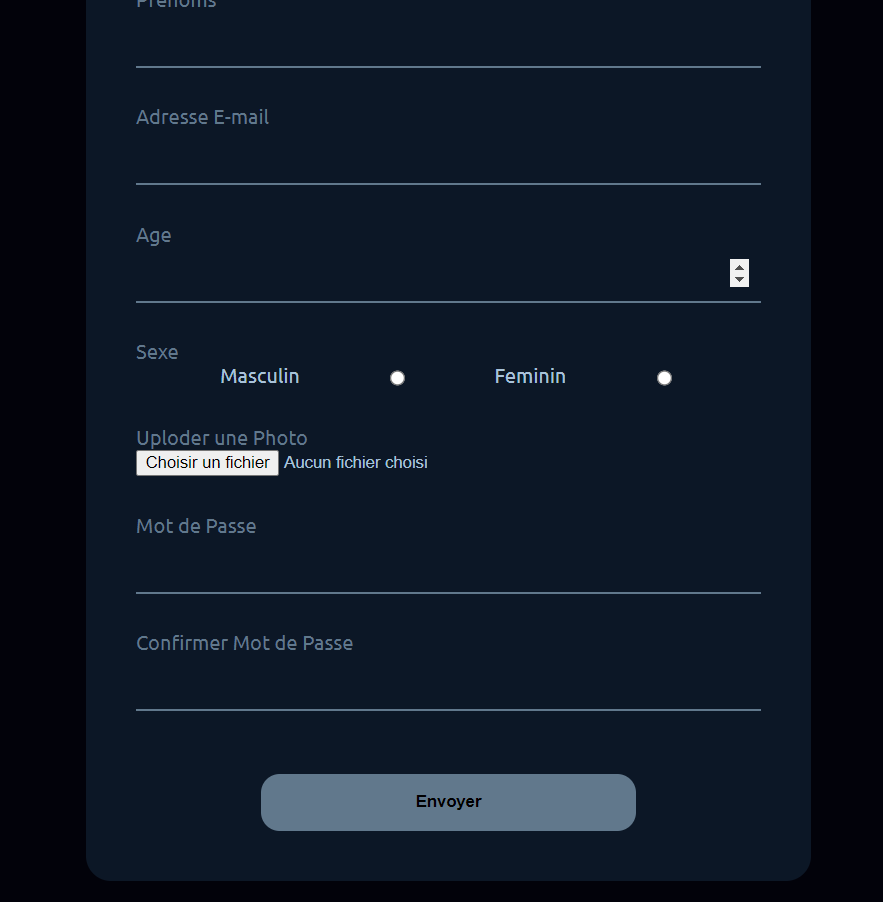 Prénoms
Adresse E-mail
Age
Sexe
Masculin Feminin
Uploder une Photo
Choisir un fichier Aucun fichier choisi
Mot de Passe
Confirmer Mot de Passe
Envoyer